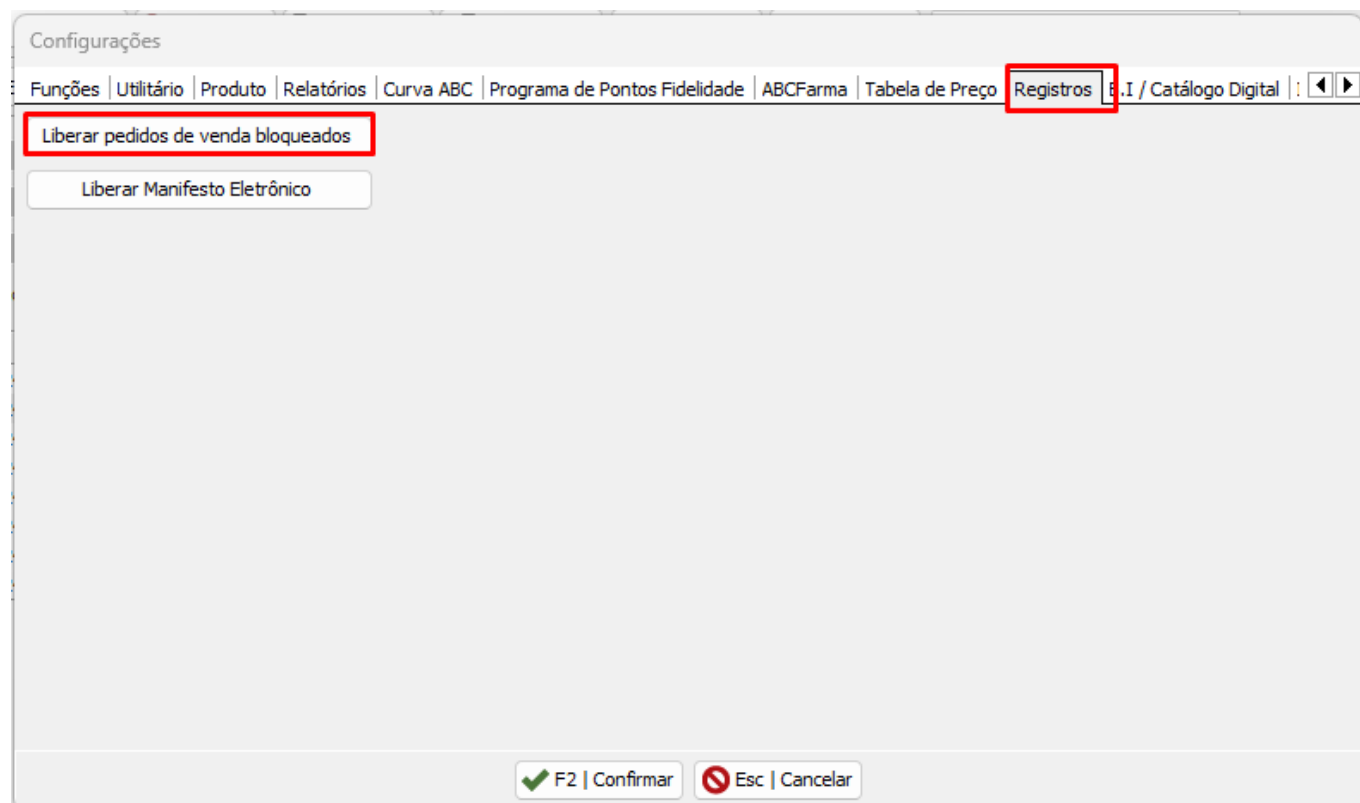 Configurações
Funções Utilitário Produto Relatórios Curva ABC Programa de Pontos Fidelidade ABCFarma Tabela de Preço Registros .I / Catálogo Digital
Liberar pedidos de venda bloqueados
Liberar Manifesto Eletrônico
F2 | Confirmar Esc | Cancelar